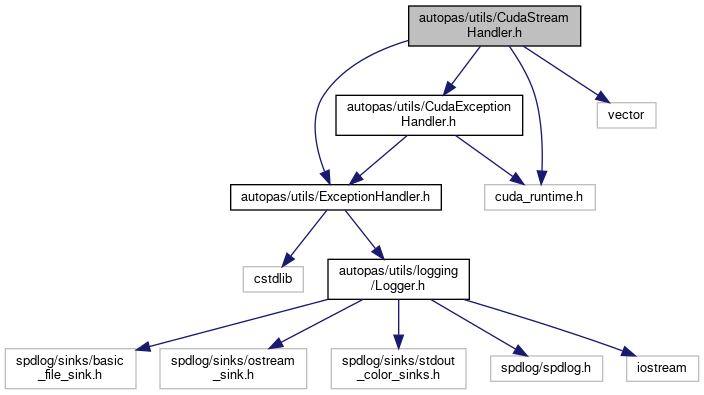 autopas/utils/CudaStream
Handler.h
autopas/utils/CudaException
Handler.h
vector
autopas/utils/ExceptionHandler.h
cuda_runtime.h
cstdlib
autopas/utils/logging
/Logger.h
spdlog/sinks/basic
_file_sink.h
spdlog/sinks/ostream
_sink.h
spdlog/sinks/stdout
_color_sinks.h
spdlog/spdlog.h
iostream